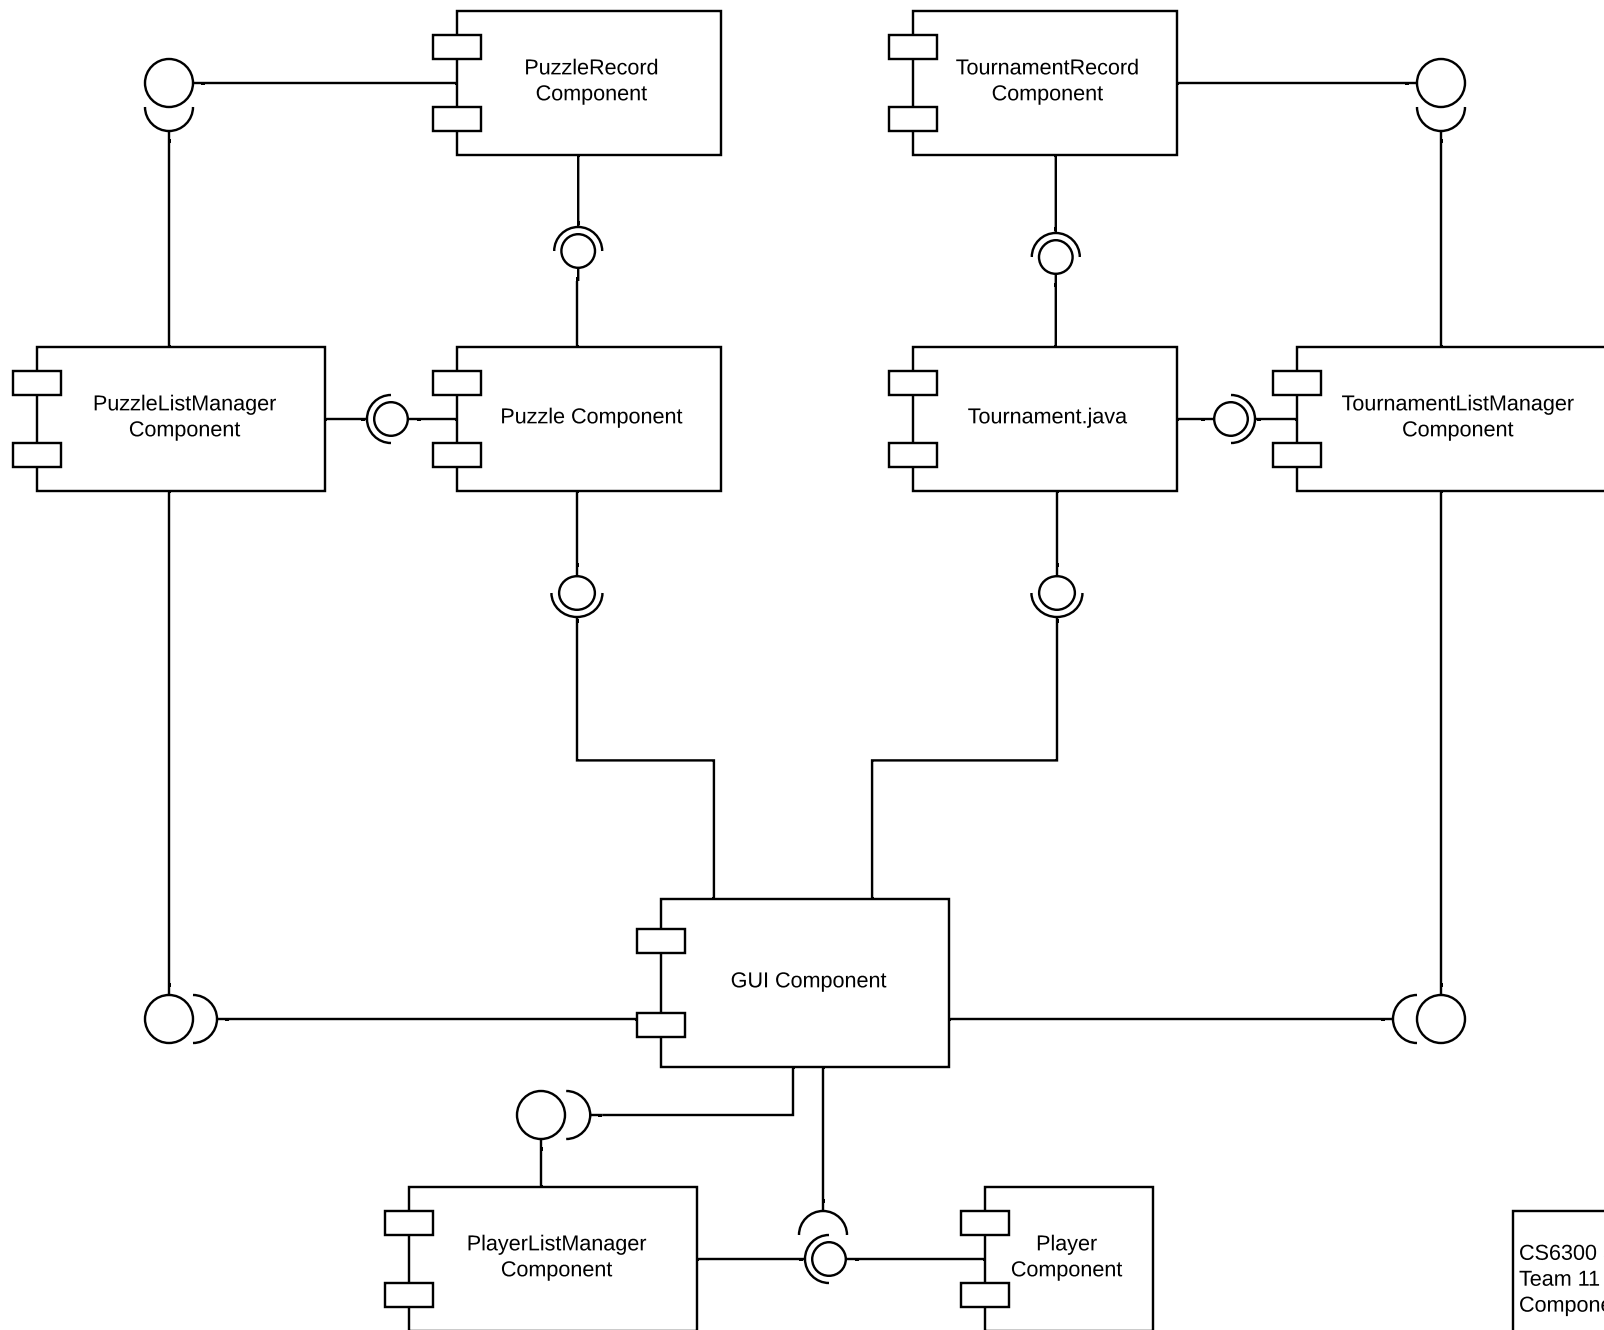 PuzzleRecord
Component
TournamentRecord
Component
PuzzleListManager
Component
Puzzle Component
Tournament.java
TournamentListManager
Component
GUI Component
PlayerListManager
Component
Player
Component
CS6300
Team 11